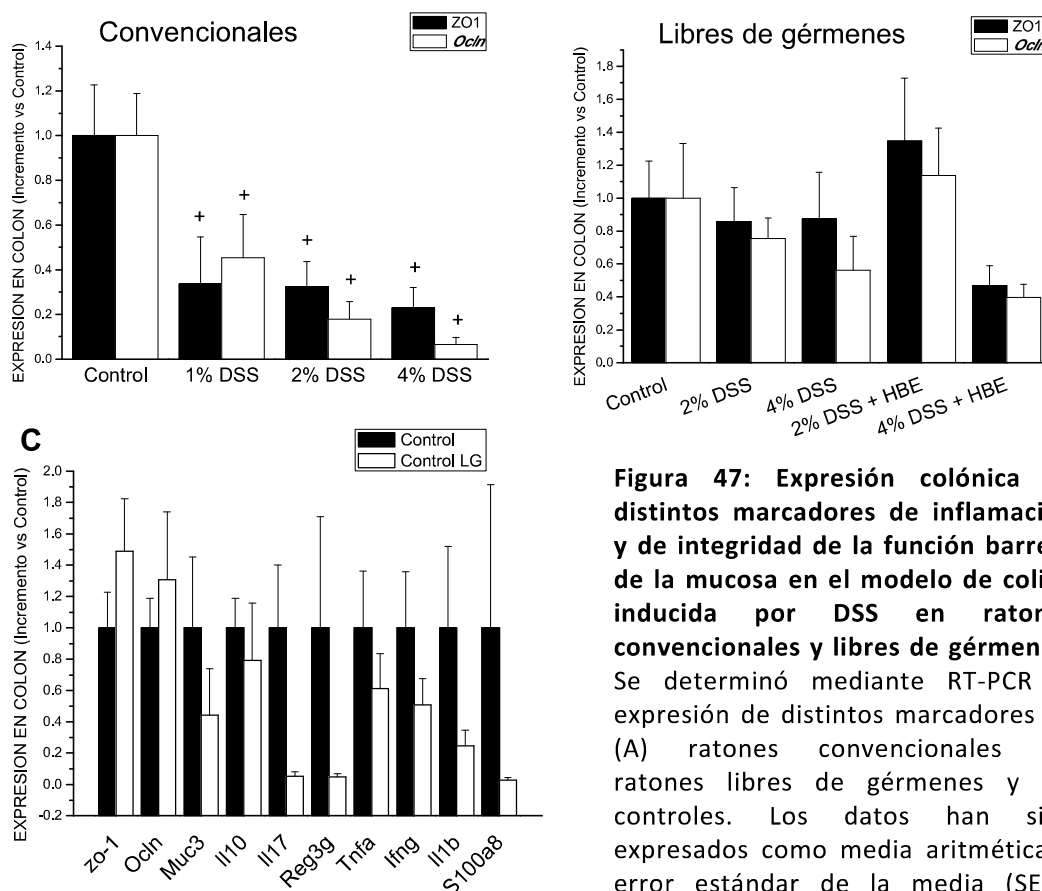 Convencionales
ZO1
Ocln
EXPRESION EN COLON (Incremento vs Control)
1.4
1.2
1.0
0.8
0.6
0.4
0.2
0.0
+
+
+
+
+
+
Control
1% DSS
2% DSS
4% DSS
Libres de gérmenes
ZO1
Ocln
EXPRESION EN COLON (Incremento vs Control)
1.8
1.6
1.4
1.2
1.0
0.8
0.6
0.4
0.2
0.0
Control
2% DSS
4% DSS
2% DSS + HBE
4% DSS + HBE
C
Control
Control LG
EXPRESION EN COLON (Incremento vs Control)
2.0
1.8
1.6
1.4
1.2
1.0
0.8
0.6
0.4
0.2
0.0
-0.2
zo-1
Ocln
Muc3
Il10
Il17
Reg3g
Tnfa
Ifng
Il1b
S100a8
Figura 47: Expresión colónica
distintos marcadores de inflamaci
y de integridad de la función barre
de la mucosa en el modelo de coli
inducida por DSS en raton
convencionales y libres de gérmen
Se determinó mediante RT-PCR
expresión de distintos marcadores
(A) ratones convencionales
ratones libres de gérmenes y
controles. Los datos han si
expresados como media aritmética
error estándar de la media (SE